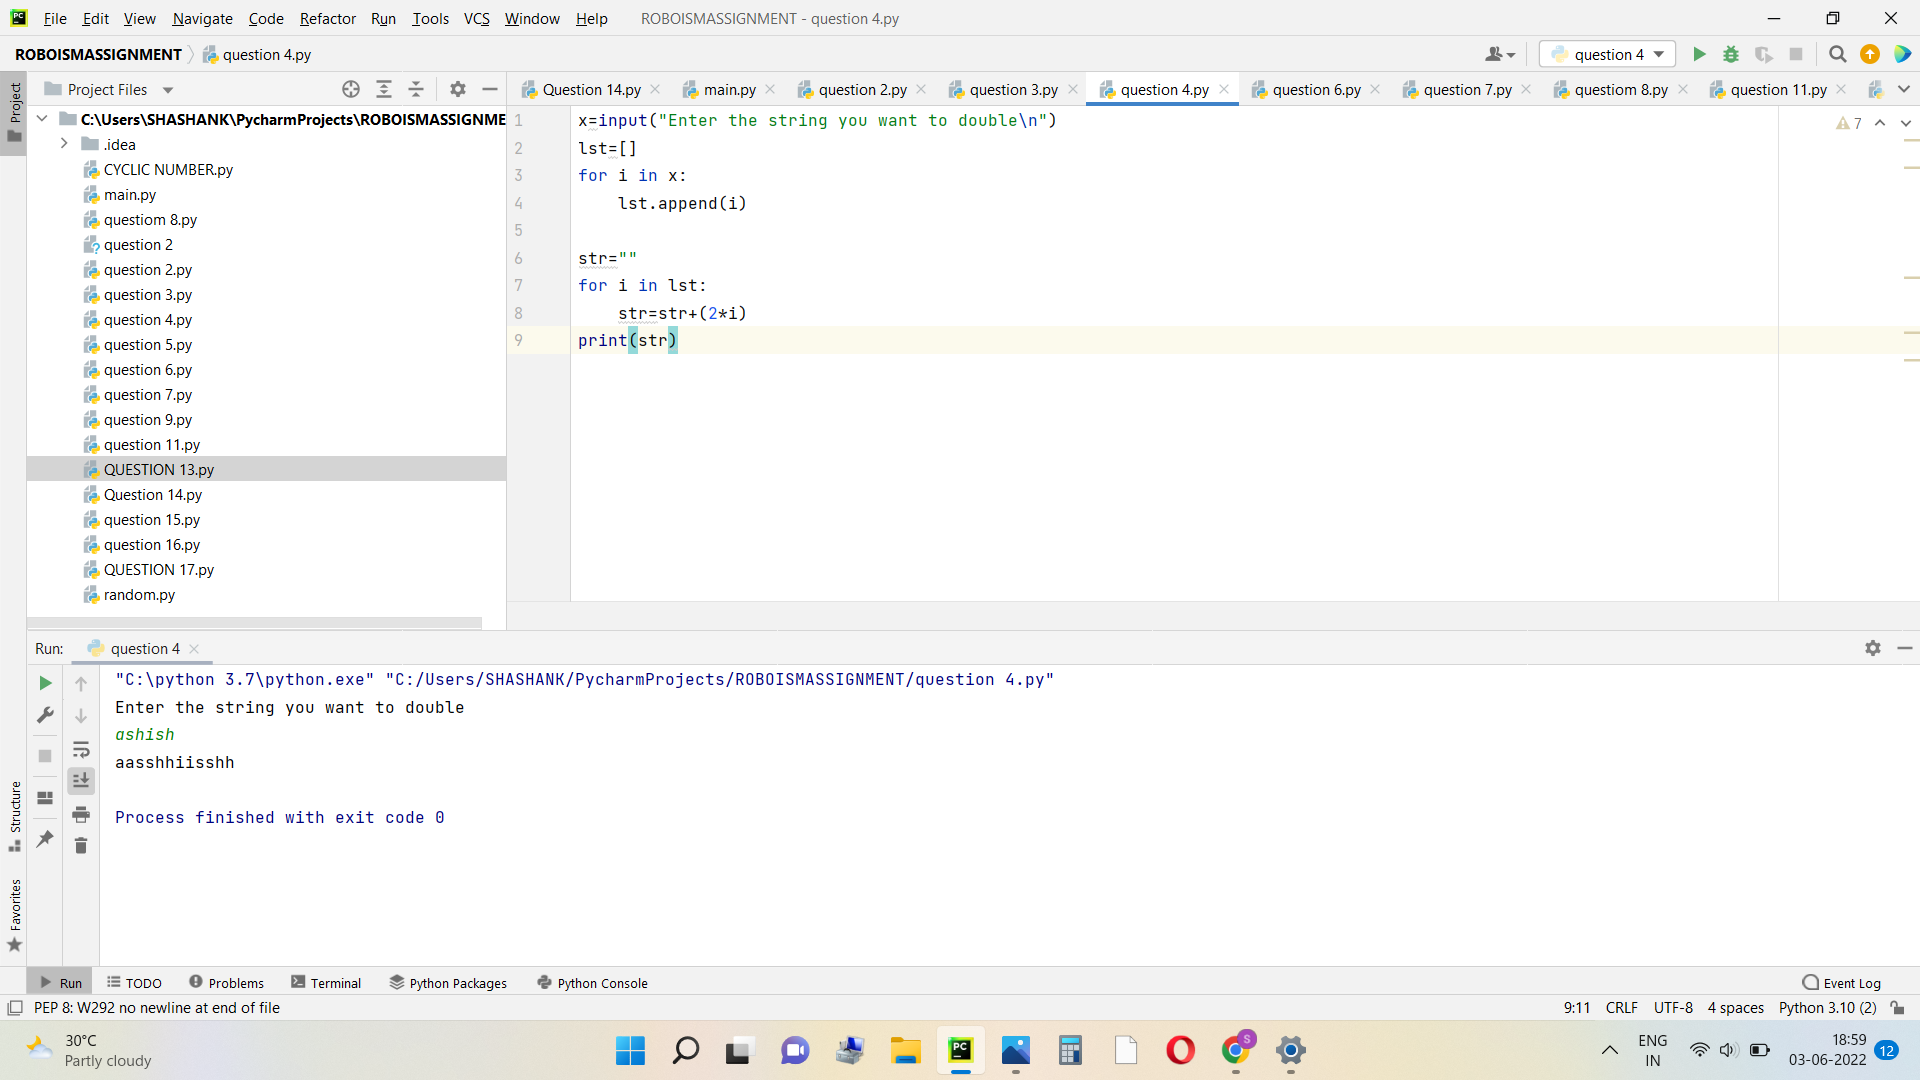 File Edit View Navigate Code Refactor Run Tools VCS Window Help ROBOISMASSIGNMENT - question 4.py
ROBOISMASSIGNMENT question 4.py question 4
Project Files
Question 14.py main.py question 2.py question 3.py question 4.py question 6.py question 7.py questiom 8.py question 11.py
Project
C:\Users\SHASHANK\PycharmProjects\ROBOISMASSIGNME
.idea
CYCLIC NUMBER.py
main.py
questiom 8.py
question 2
question 2.py
question 3.py
question 4.py
question 5.py
question 6.py
question 7.py
question 9.py
question 11.py
QUESTION 13.py
Question 14.py
question 15.py
question 16.py
QUESTION 17.py
random.py
1 x=input("Enter the string you want to double\n")
2 lst=[]
3 for i in x:
4 lst.append(i)
5
6 str=""
7 for i in lst:
8 str=str+(2*i)
9 print(str)
7
Run: question 4
"C:\python 3.7\python.exe" "C:/Users/SHASHANK/PycharmProjects/ROBOISMASSIGNMENT/question 4.py"
Enter the string you want to double
ashish
aasshhiisshh
Process finished with exit code 0
Structure
Favorites
Run TODO Problems Terminal Python Packages Python Console Event Log
PEP 8: W292 no newline at end of file 9:11 CRLF UTF-8 4 spaces Python 3.10 (2)
30°C
Partly cloudy
PC
S
ENG
IN
18:59
03-06-2022
12